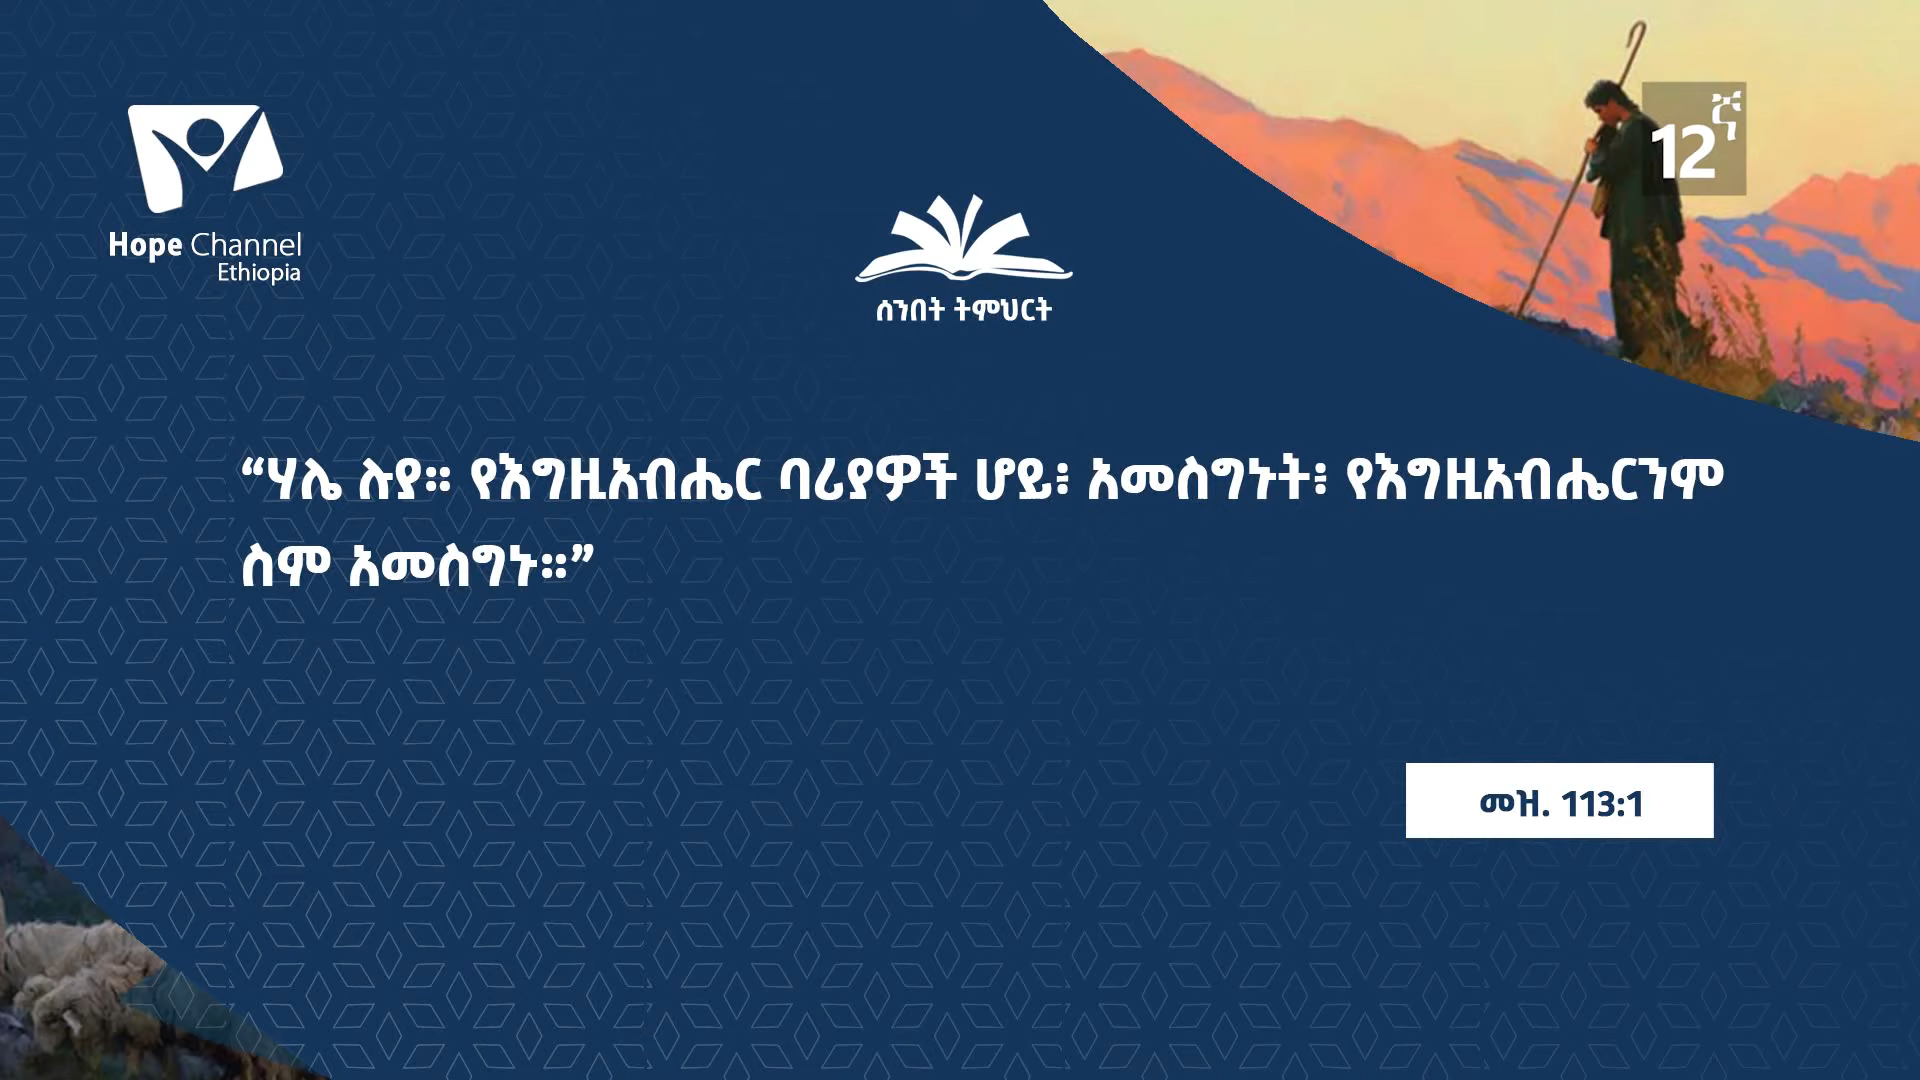 Hope Channel
Ethiopia
12ኛ
ሰንበት ትምህርት
“ሃሌ ሉያ። የእግዚአብሔር ባሪያዎች ሆይ፥ አመስግኑት፥ የእግዚአብሔርንም
ስም አመስግኑ።”
መዝ. 113:1